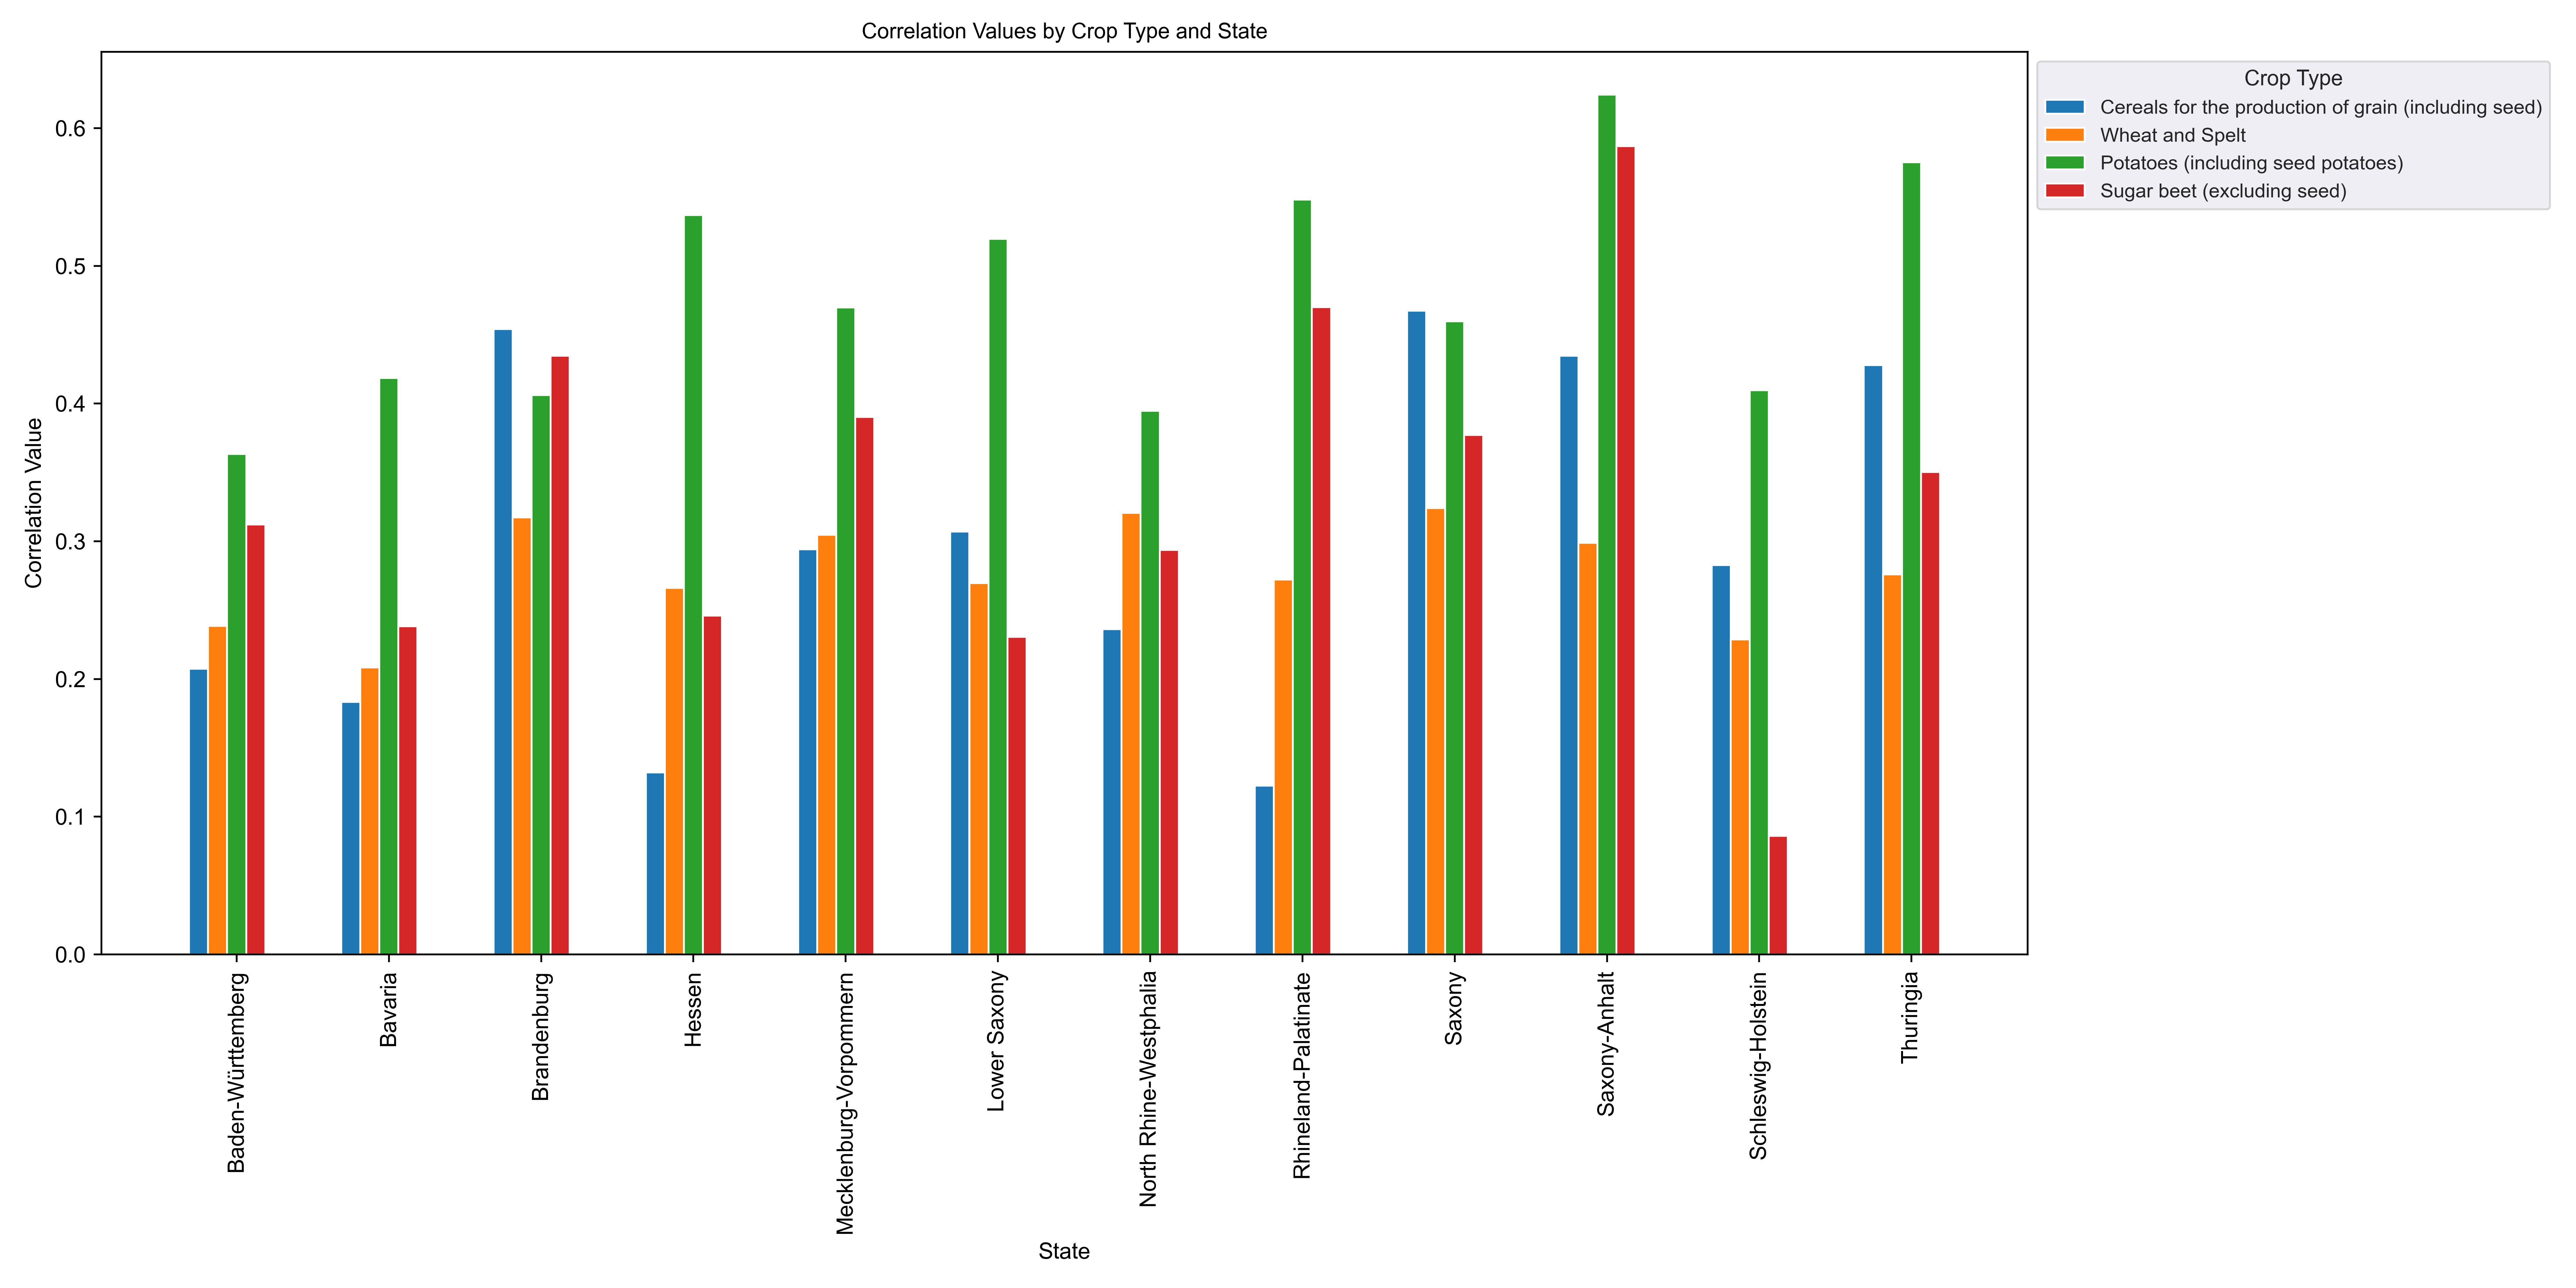 Correlation Values by Crop Type and State
Crop Type
Cereals for the production of grain (including seed)
Wheat and Spelt
Potatoes (including seed potatoes)
Sugar beet (excluding seed)
Correlation Value
0.6
0.5
0.4
0.3
0.2
0.1
0.0
Baden-Württemberg
Bavaria
Brandenburg
Hessen
Mecklenburg-Vorpommern
Lower Saxony
North Rhine-Westphalia
Rhineland-Palatinate
Saxony
Saxony-Anhalt
Schleswig-Holstein
Thuringia
State